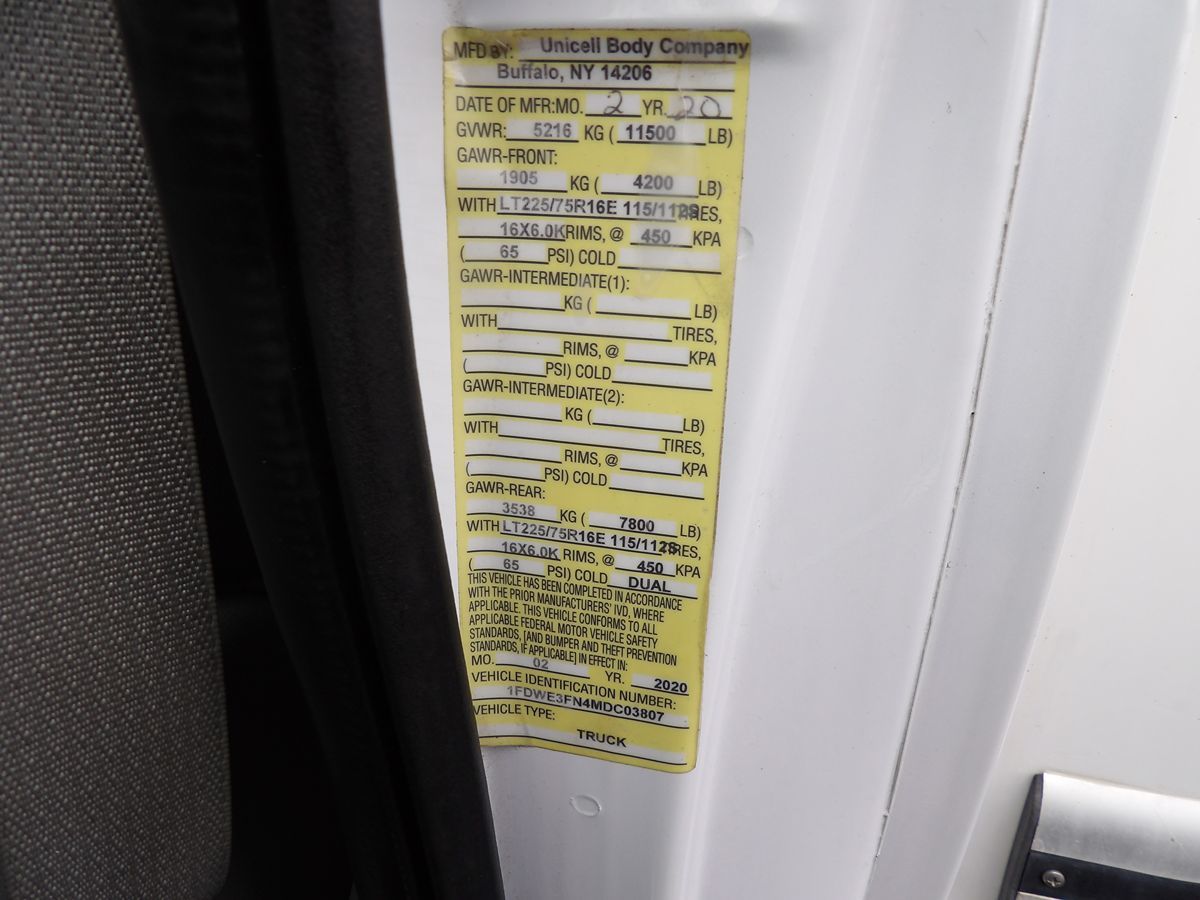 MFD BY: Unicell Body Company
Buffalo, NY 14206
DATE OF MFR:MO. 2 YR. 20
GVWR: 5216 KG ( 11500 LB)
GAWR-FRONT:
1905 KG ( 4200 LB)
WITH LT225/75R16E 115/112S TIRES,
16X6.0K RIMS, @ 450 KPA
( 65 PSI) COLD
GAWR-INTERMEDIATE(1):
KG ( LB)
WITH TIRES,
RIMS, @ KPA
( PSI) COLD
GAWR-INTERMEDIATE(2):
KG ( LB)
WITH TIRES,
RIMS, @ KPA
( PSI) COLD
GAWR-REAR:
3538 KG ( 7800 LB)
WITH LT225/75R16E 115/112S TIRES,
16X6.0K RIMS, @ 450 KPA
( 65 PSI) COLD DUAL
THIS VEHICLE HAS BEEN COMPLETED IN ACCORDANCE
WITH THE PRIOR MANUFACTURERS' IVD, WHERE
APPLICABLE. THIS VEHICLE CONFORMS TO ALL
APPLICABLE FEDERAL MOTOR VEHICLE SAFETY
STANDARDS, [AND BUMPER AND THEFT PREVENTION
STANDARDS, IF APPLICABLE] IN EFFECT IN:
MO. 02 YR. 2020
VEHICLE IDENTIFICATION NUMBER:
1FDWE3FN4MDC03807
VEHICLE TYPE:
TRUCK